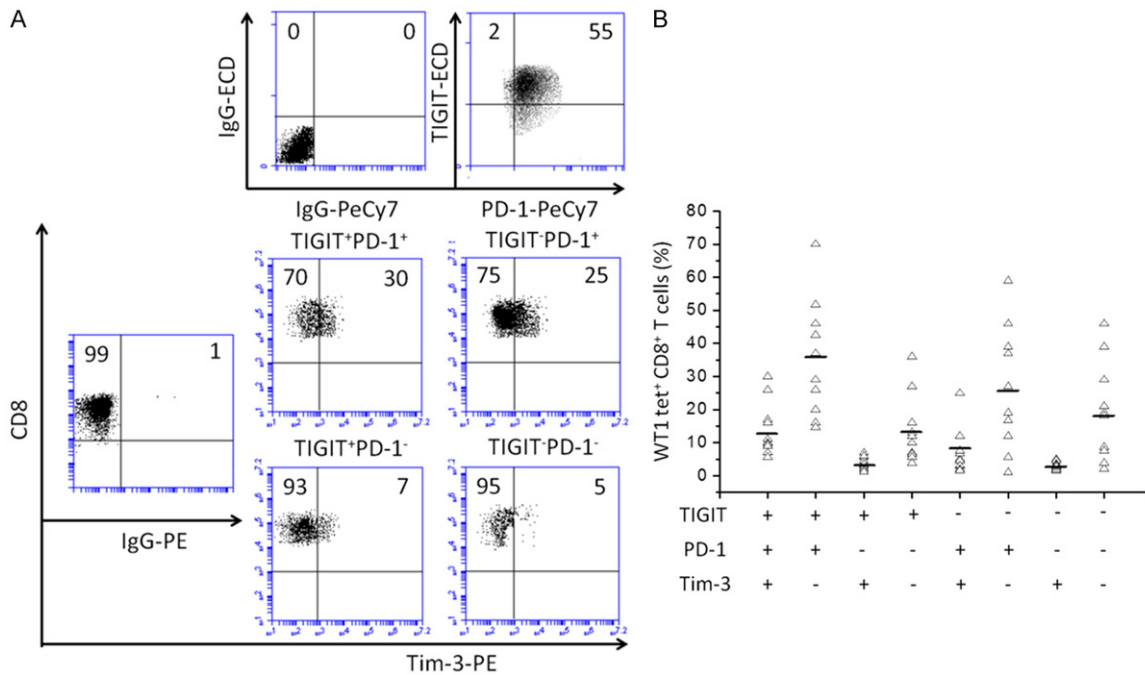 A
B
0 0
IgG-ECD
IgG-PeCy7
2 55
TIGIT-ECD
PD-1-PeCy7
0
0
CD8
99 1
IgG-PE
TIGIT⁺PD-1⁺
70 30
TIGIT⁻PD-1⁺
75 25
TIGIT⁺PD-1⁻
93 7
TIGIT⁻PD-1⁻
95 5
Tim-3-PE
WT1 tet⁺ CD8⁺ T cells (%)
80
70
60
50
40
30
20
10
0
TIGIT + + + + - - - -
PD-1 + + - - + + - -
Tim-3 + - + - + - + -